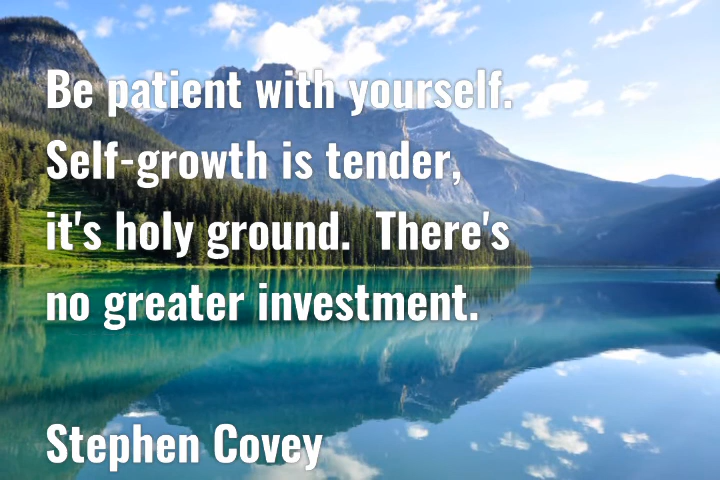 Be patient with yourself.
Self-growth is tender,
it's holy ground.  There's
no greater investment.
Stephen Covey